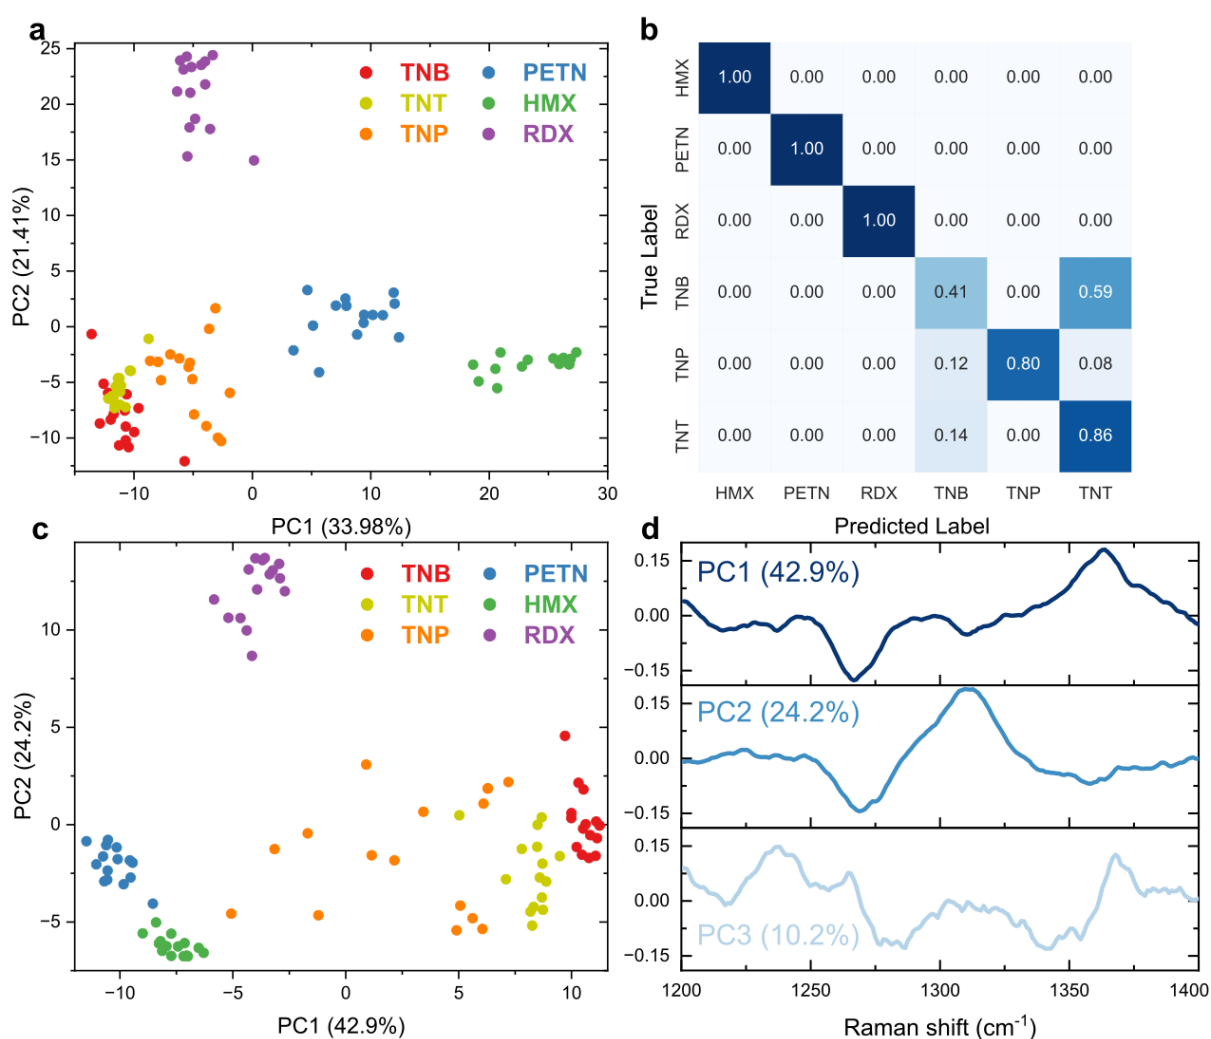 a
25
20
15
10
5
0
−5
−10
PC2 (21.41%)
−10 0 10 20 30
PC1 (33.98%)
TNB PETN
TNT HMX
TNP RDX
b
True Label
HMX 1.00 0.00 0.00 0.00 0.00 0.00
PETN 0.00 1.00 0.00 0.00 0.00 0.00
RDX 0.00 0.00 1.00 0.00 0.00 0.00
TNB 0.00 0.00 0.00 0.41 0.00 0.59
TNP 0.00 0.00 0.00 0.12 0.80 0.08
TNT 0.00 0.00 0.00 0.14 0.00 0.86
HMX PETN RDX TNB TNP TNT
Predicted Label
c
10
5
0
−5
PC2 (24.2%)
−10 −5 0 5 10
PC1 (42.9%)
TNB PETN
TNT HMX
TNP RDX
d
0.15
0.00
−0.15
PC1 (42.9%)
0.15
0.00
−0.15
PC2 (24.2%)
0.15
0.00
−0.15
PC3 (10.2%)
1200 1250 1300 1350 1400
Raman shift (cm⁻¹)